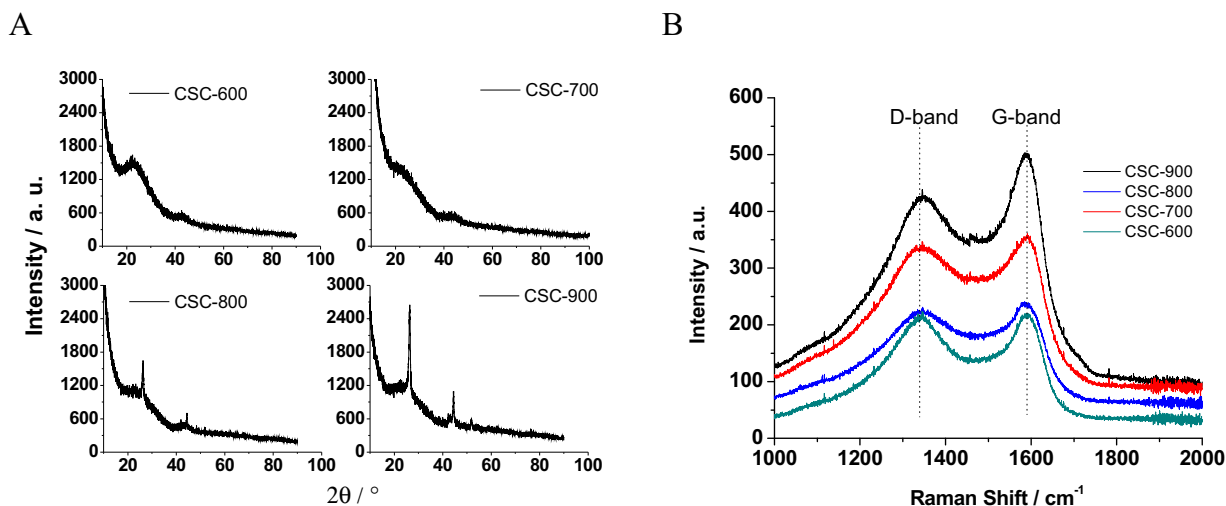 A
B
Intensity / a. u.
3000
2400
1800
1200
600
0
CSC-600
20 40 60 80 100
3000
2400
1800
1200
600
0
CSC-700
20 40 60 80 100
3000
2400
1800
1200
600
0
CSC-800
20 40 60 80 100
3000
2400
1800
1200
600
0
CSC-900
20 40 60 80 100
2θ / °
Intensity / a.u.
600
500
400
300
200
100
0
D-band G-band
CSC-900
CSC-800
CSC-700
CSC-600
1000 1200 1400 1600 1800 2000
Raman Shift / cm⁻¹